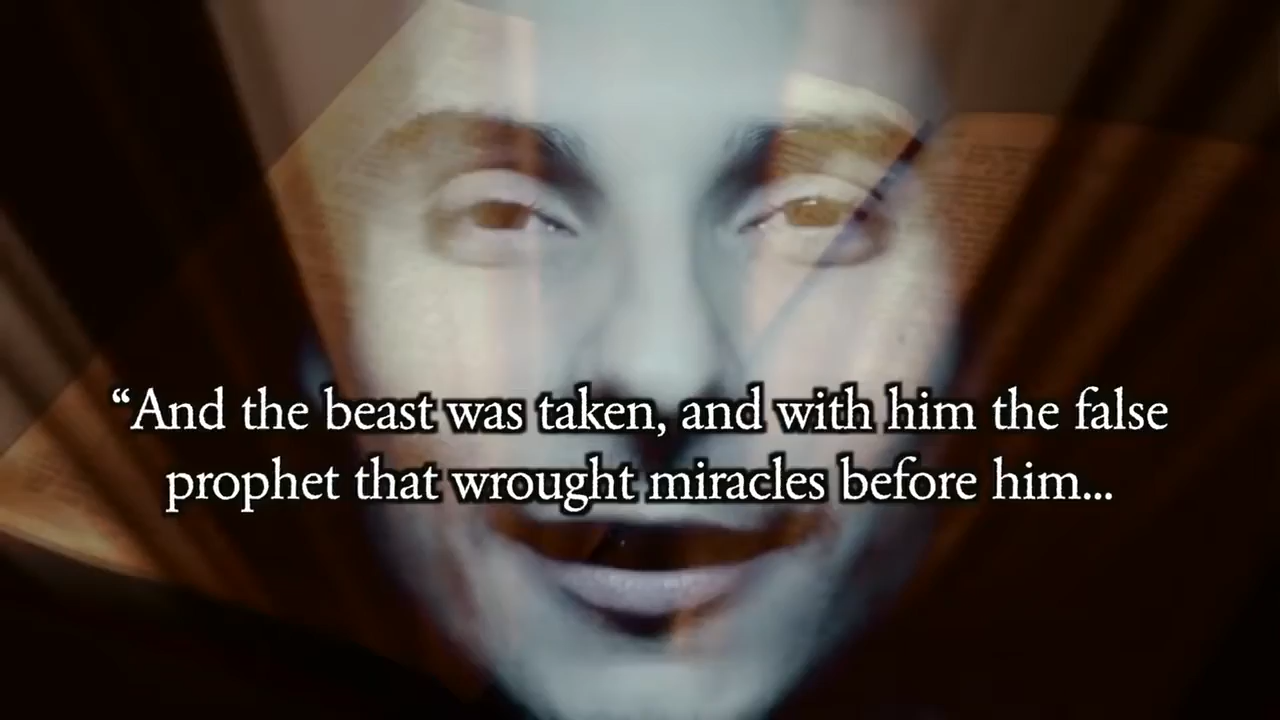 “And the beast was taken, and with him the false
prophet that wrought miracles before him...